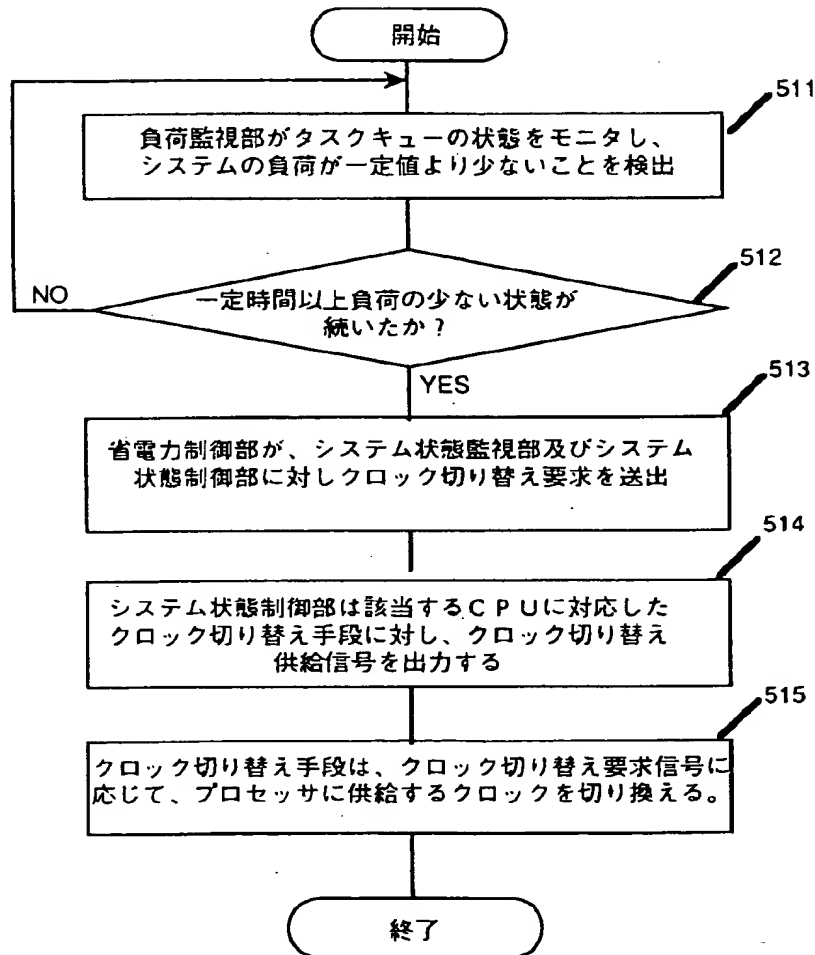 開始
511
負荷監視部がタスクキューの状態をモニタし、
システムの負荷が一定値より少ないことを検出
512
NO
一定時間以上負荷の少ない状態が
続いたか？
YES
513
省電力制御部が、システム状態監視部及びシステム
状態制御部に対しクロック切り替え要求を送出
514
システム状態制御部は該当するＣＰＵに対応した
クロック切り替え手段に対し、クロック切り替え
供給信号を出力する
515
クロック切り替え手段は、クロック切り替え要求信号に
応じて、プロセッサに供給するクロックを切り換える。
終了